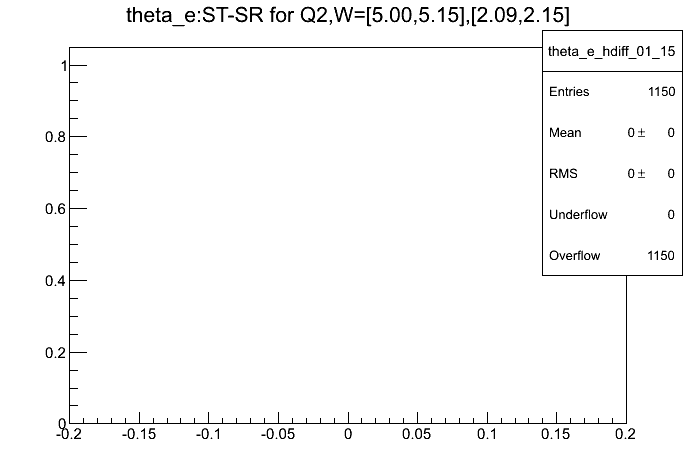 theta_e:ST-SR for Q2,W=[5.00,5.15],[2.09,2.15]
theta_e_hdiff_01_15
Entries 1150
Mean 0 ± 0
RMS 0 ± 0
Underflow 0
Overflow 1150
1
0.8
0.6
0.4
0.2
0
-0.2 -0.15 -0.1 -0.05 0 0.05 0.1 0.15 0.2